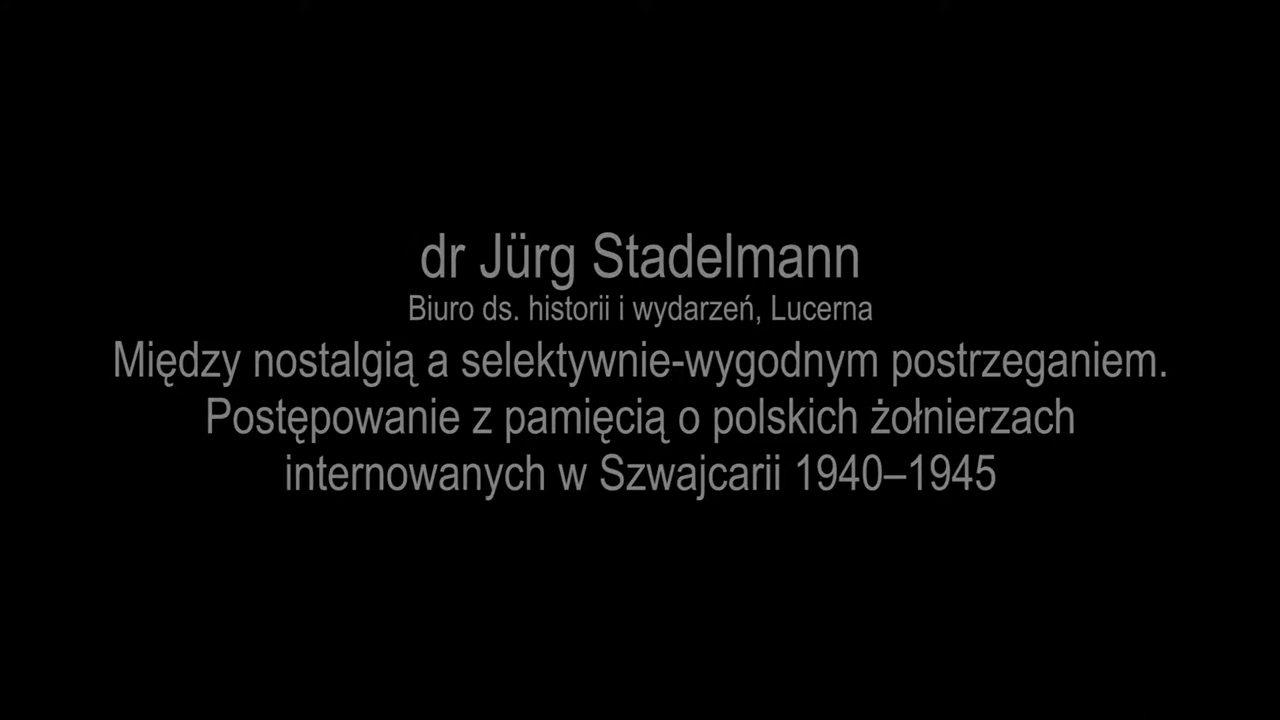 dr Jürg Stadelmann
Biuro ds. historii i wydarzeń, Lucerna
Między nostalgią a selektywnie-wygodnym postrzeganiem.
Postępowanie z pamięcią o polskich żołnierzach
internowanych w Szwajcarii 1940–1945